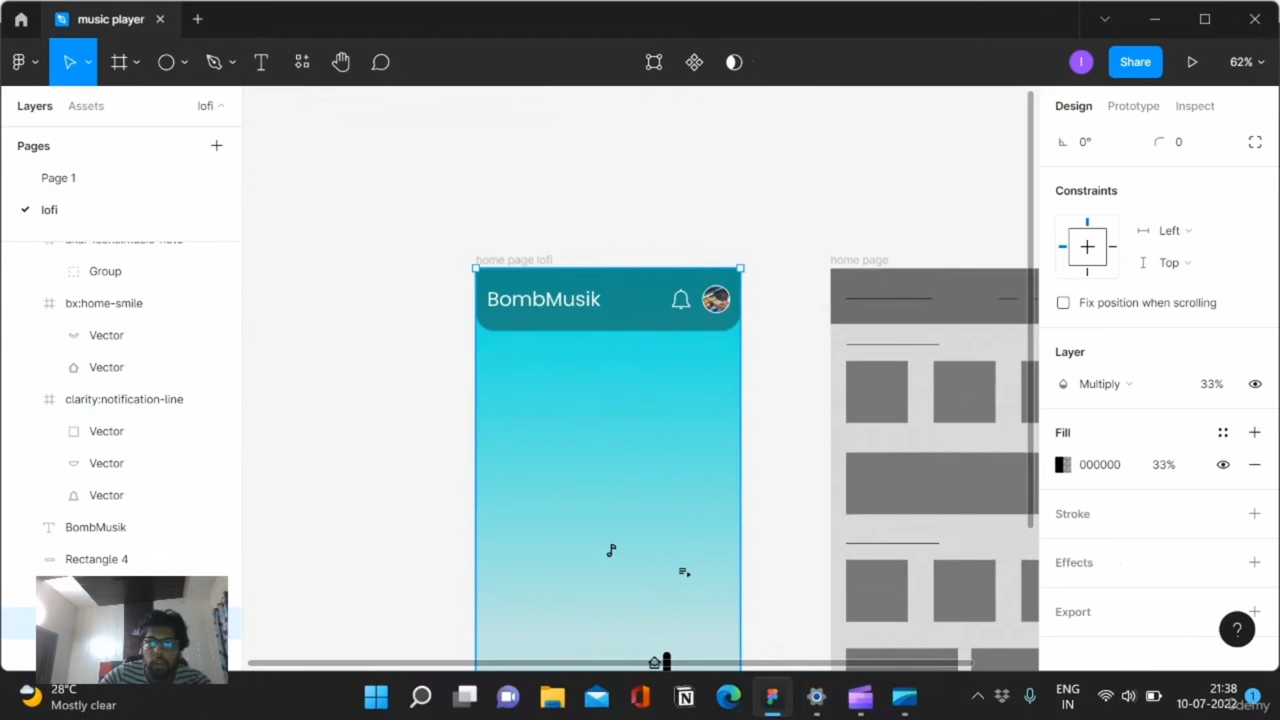 music player
Share
62%
Layers
Assets
lofi
Design
Prototype
Inspect
Pages
0°
0
Page 1
lofi
Constraints
Left
Top
Fix position when scrolling
Group
bx:home-smile
Vector
Vector
clarity:notification-line
Vector
Vector
Vector
BombMusik
Rectangle 4
home page lofi
home page
BombMusik
Layer
Multiply
33%
Fill
000000
33%
Stroke
Effects
Export
?
28°C
Mostly clear
ENG
IN
21:38
10-07-2022
1
Udemy